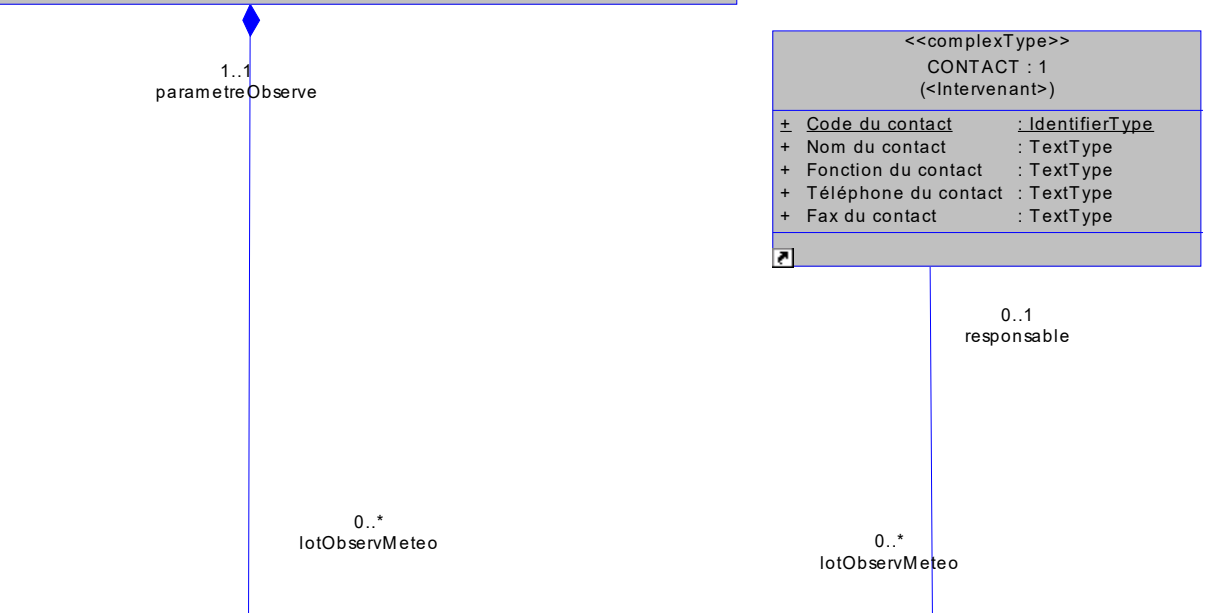 1..1
parametreObserve
<<complexType>>
CONTACT : 1
(<Intervenant>)
+ Code du contact : IdentifierType
+ Nom du contact : TextType
+ Fonction du contact : TextType
+ Téléphone du contact : TextType
+ Fax du contact : TextType
0..1
responsable
0..*
lotObservMeteo
0..*
lotObservMeteo